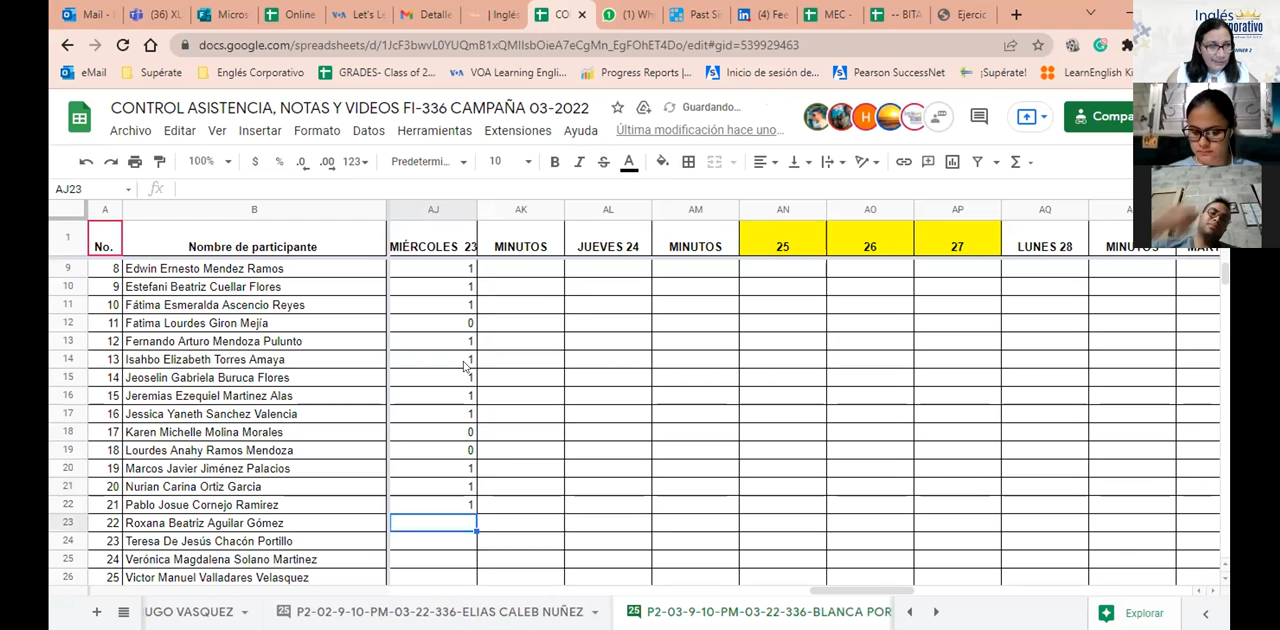 Mail - (16) XL Micros Online Let's Le Detalle | Inglés CO (1) Wh Past Sir (4) Fee MEC - -- BITA Ejercic
docs.google.com/spreadsheets/d/1JcF3bwvL0YUQmB1xQMIIsbOieA7eCgMn_EgFOhET4Do/edit#gid=539929463
Inglés
eMail Supérate Englés Corporativo GRADES- Class of 2... VOA Learning Engli... Progress Reports |... Inicio de sesión de... Pearson SuccessNet ¡Supérate! LearnEnglish Ki
CONTROL ASISTENCIA, NOTAS Y VIDEOS FI-336 CAMPAÑA 03-2022 Guardando...
Archivo Editar Ver Insertar Formato Datos Herramientas Extensiones Ayuda Última modificación hace uno... H Compa
100% $ % .0 .00 123 Predetermi... 10 B I S A
AJ23 fx
A B AJ AK AL AM AN AO AP AQ
1 No. Nombre de participante MIÉRCOLES 23 MINUTOS JUEVES 24 MINUTOS 25 26 27 LUNES 28
9 8 Edwin Ernesto Mendez Ramos 1
10 9 Estefani Beatriz Cuellar Flores 1
11 10 Fátima Esmeralda Ascencio Reyes 1
12 11 Fatima Lourdes Giron Mejía 0
13 12 Fernando Arturo Mendoza Pulunto 1
14 13 Isahbo Elizabeth Torres Amaya 1
15 14 Jeoselin Gabriela Buruca Flores 1
16 15 Jeremias Ezequiel Martinez Alas 1
17 16 Jessica Yaneth Sanchez Valencia 1
18 17 Karen Michelle Molina Morales 0
19 18 Lourdes Anahy Ramos Mendoza 0
20 19 Marcos Javier Jiménez Palacios 1
21 20 Nurian Carina Ortiz Garcia 1
22 21 Pablo Josue Cornejo Ramirez 1
23 22 Roxana Beatriz Aguilar Gómez
24 23 Teresa De Jesús Chacón Portillo
25 24 Verónica Magdalena Solano Martinez
26 25 Victor Manuel Valladares Velasquez
UGO VASQUEZ P2-02-9-10-PM-03-22-336-ELIAS CALEB NUÑEZ P2-03-9-10-PM-03-22-336-BLANCA POR Explorar